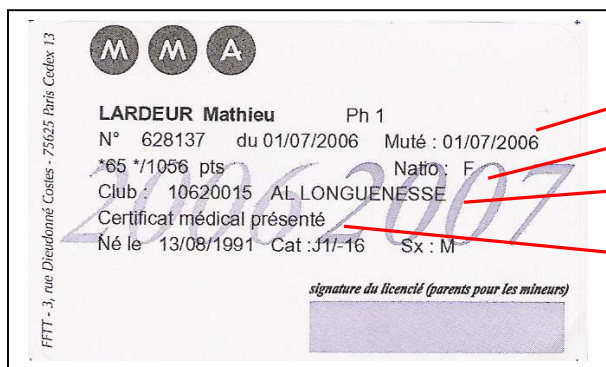 MMA
LARDEUR Mathieu Ph 1
N° 628137 du 01/07/2006 Muté : 01/07/2006
*65 */1056 pts Natio : F
Club : 10620015 AL LONGUENESSE
Certificat médical présenté
Né le 13/08/1991 Cat :J1/-16 Sx : M
2006 2007
signature du licencié (parents pour les mineurs)
FFTT - 3, rue Dieudonné Costes - 75625 Paris Cedex 13